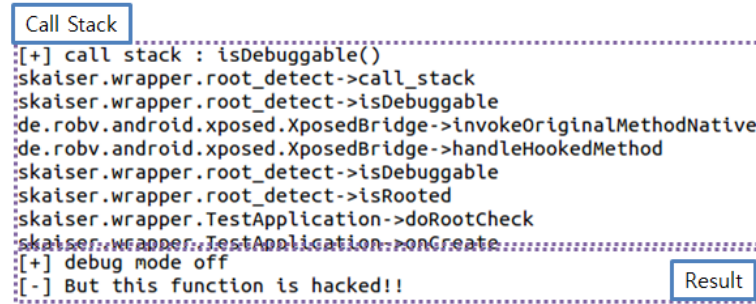 Call Stack
[+] call stack : isDebuggable()
skaiser.wrapper.root_detect->call_stack
skaiser.wrapper.root_detect->isDebuggable
de.robv.android.xposed.XposedBridge->invokeOriginalMethodNative
de.robv.android.xposed.XposedBridge->handleHookedMethod
skaiser.wrapper.root_detect->isDebuggable
skaiser.wrapper.root_detect->isRooted
skaiser.wrapper.TestApplication->doRootCheck
skaiser.wrapper.TestApplication->onCreate
[+] debug mode off
[-] But this function is hacked!!
Result